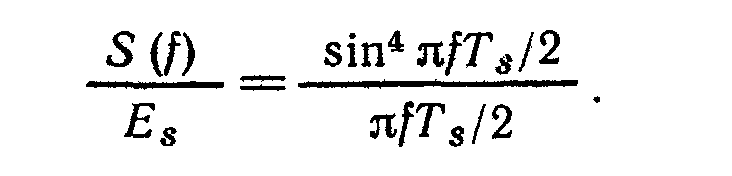 S (f) / E_s = sin⁴ πfT_s/2 / πfT_s/2 .